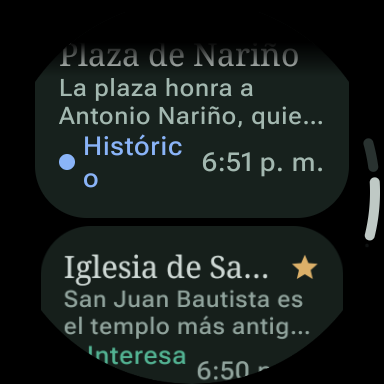 Plaza de Nariño
La plaza honra a
Antonio Nariño, quie...
Históric
o
6:51 p. m.
Iglesia de Sa...
San Juan Bautista es
el templo más antig...
Interesa
6:50 p